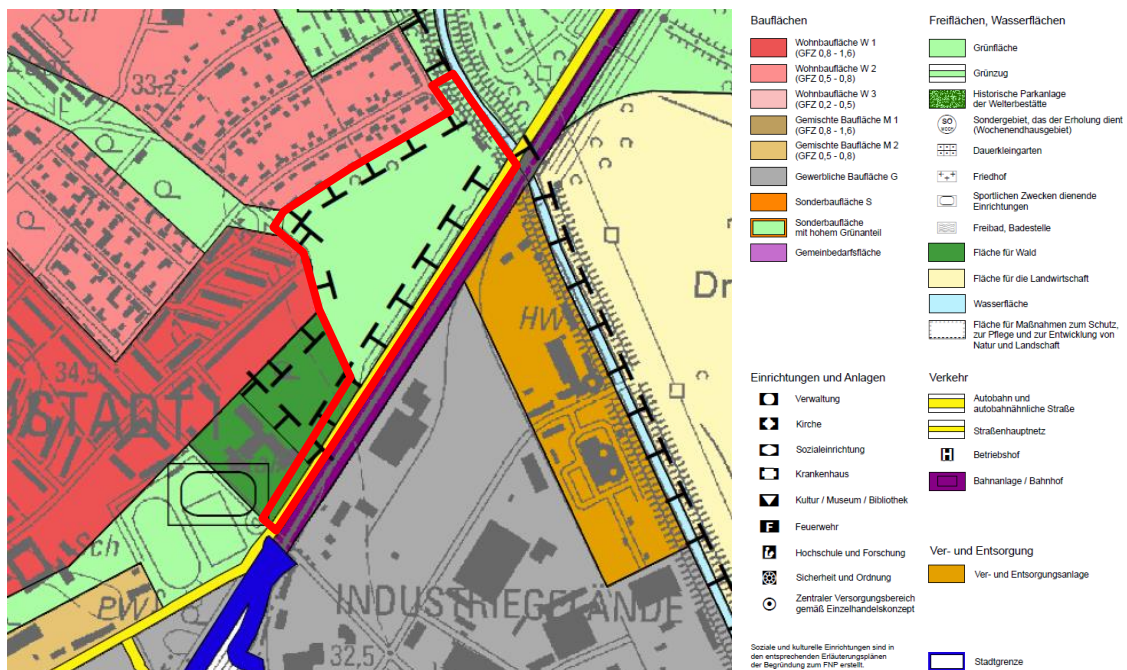 Sch
33,2
34,9
STADT
HW
Dr
Sch
PW
INDUSTRIEGELÄNDE
32,5
Bauflächen
Wohnbaufläche W 1
(GFZ 0,8 - 1,6)
Wohnbaufläche W 2
(GFZ 0,5 - 0,8)
Wohnbaufläche W 3
(GFZ 0,2 - 0,5)
Gemischte Baufläche M 1
(GFZ 0,8 - 1,6)
Gemischte Baufläche M 2
(GFZ 0,5 - 0,8)
Gewerbliche Baufläche G
Sonderbaufläche S
Sonderbaufläche
mit hohem Grünanteil
Gemeinbedarfsfläche
Freiflächen, Wasserflächen
Grünfläche
Grünzug
Historische Parkanlage
der Welterbestätte
SO
Sondergebiet, das der Erholung dient
(Wochenendhausgebiet)
Dauerkleingarten
Friedhof
Sportlichen Zwecken dienende
Einrichtungen
Freibad, Badestelle
Fläche für Wald
Fläche für die Landwirtschaft
Wasserfläche
Fläche für Maßnahmen zum Schutz,
zur Pflege und zur Entwicklung von
Natur und Landschaft
Einrichtungen und Anlagen
Verwaltung
Kirche
Sozialeinrichtung
Krankenhaus
Kultur / Museum / Bibliothek
F Feuerwehr
Hochschule und Forschung
Sicherheit und Ordnung
Zentraler Versorgungsbereich
gemäß Einzelhandelskonzept
Soziale und kulturelle Einrichtungen sind in
den entsprechenden Erläuterungsplänen
der Begründung zum FNP erstellt.
Verkehr
Autobahn und
autobahnähnliche Straße
Straßenhauptnetz
H Betriebshof
Bahnanlage / Bahnhof
Ver- und Entsorgung
Ver- und Entsorgungsanlage
Stadtgrenze